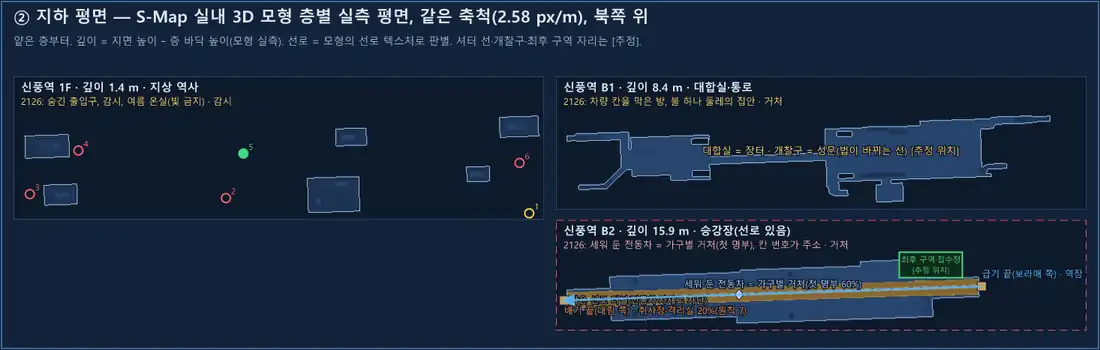 ② 지하 평면 — S-Map 실내 3D 모형 층별 실측 평면, 같은 축척(2.58 px/m), 북쪽 위
얕은 층부터. 깊이 = 지면 높이 − 층 바닥 높이(모형 실측). 선로 = 모형의 선로 텍스처로 판별. 셔터 선·개찰구·최후 구역 자리는 [추정].
신풍역 1F · 깊이 1.4 m · 지상 역사
2126: 숨긴 출입구, 감시, 여름 온실(빛 금지) · 감시
4
5
6
3
2
1
신풍역 B1 · 깊이 8.4 m · 대합실·통로
2126: 차량 칸을 막은 방, 불 하나 둘레의 집안 · 거처
대합실 = 장터 · 개찰구 = 성문(법이 바뀌는 선) [추정 위치]
신풍역 B2 · 깊이 15.9 m · 승강장(선로 있음)
2126: 세워 둔 전동차 = 가구별 거처(첫 명부), 칸 번호가 주소 · 거처
최후 구역·집수정
(추정 위치)
급기 끝(보라매 쪽) · 역장
세워 둔 전동차 = 가구별 거처(첫 명부 60%)
배기 끝(대림 쪽) · 취사장·격리실 20%(원칙 7)